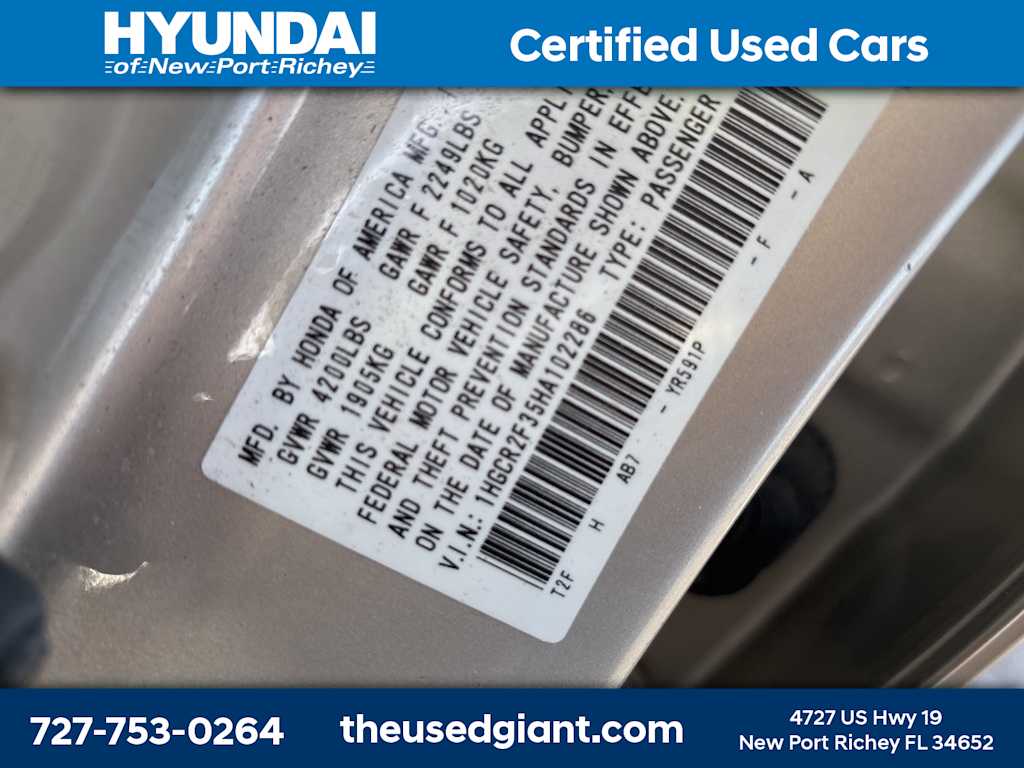 HYUNDAI
of New Port Richey
Certified Used Cars
MFD. BY HONDA OF AMERICA MFG.
GVWR 4200LBS GAWR F 2249LBS
GVWR 1905KG GAWR F 1020KG
THIS VEHICLE CONFORMS TO ALL APPLI
FEDERAL MOTOR VEHICLE SAFETY, BUMPER,
AND THEFT PREVENTION STANDARDS IN EFFE
ON THE DATE OF MANUFACTURE SHOWN ABOVE.
V.I.N.: 1HGCR2F35HA102286 TYPE: PASSENGER
T2F H AB7 - YR591P - F - A
727-753-0264
theusedgiant.com
4727 US Hwy 19
New Port Richey FL 34652